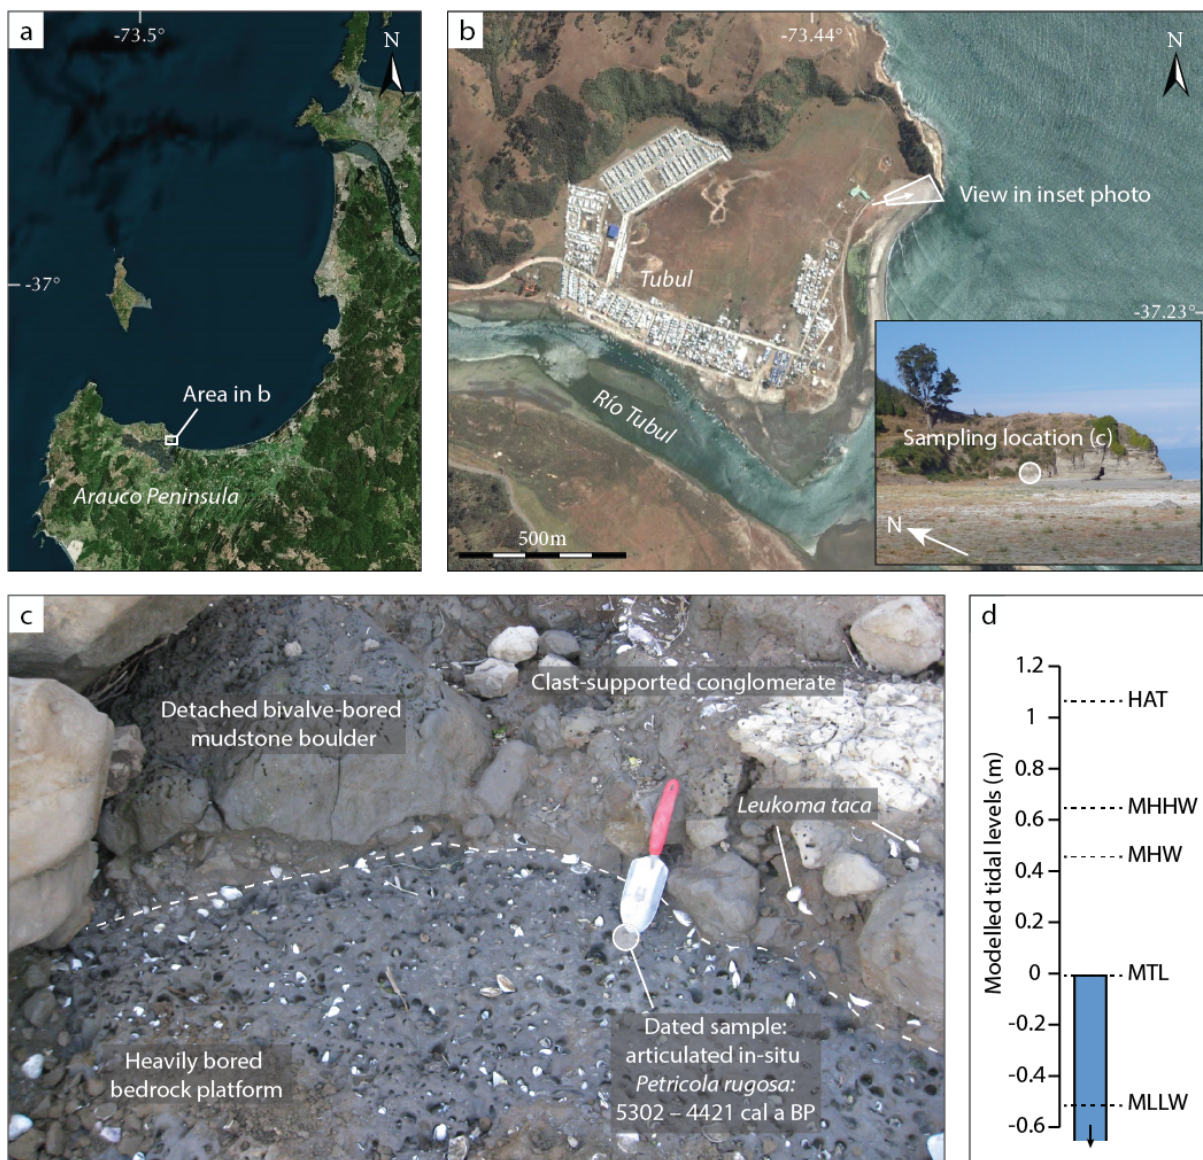 a
-73.5°
N
-37°
Area in b
Arauco Peninsula
b
-73.44°
N
View in inset photo
Tubul
-37.23°
Río Tubul
500m
Sampling location (c)
N
c
Clast-supported conglomerate
Detached bivalve-bored
mudstone boulder
Leukoma taca
Dated sample:
articulated in-situ
Petricola rugosa:
5302 – 4421 cal a BP
Heavily bored
bedrock platform
d
Modelled tidal levels (m)
1.2
HAT
1
0.8
MHHW
0.6
MHW
0.4
0.2
0
MTL
-0.2
-0.4
MLLW
-0.6